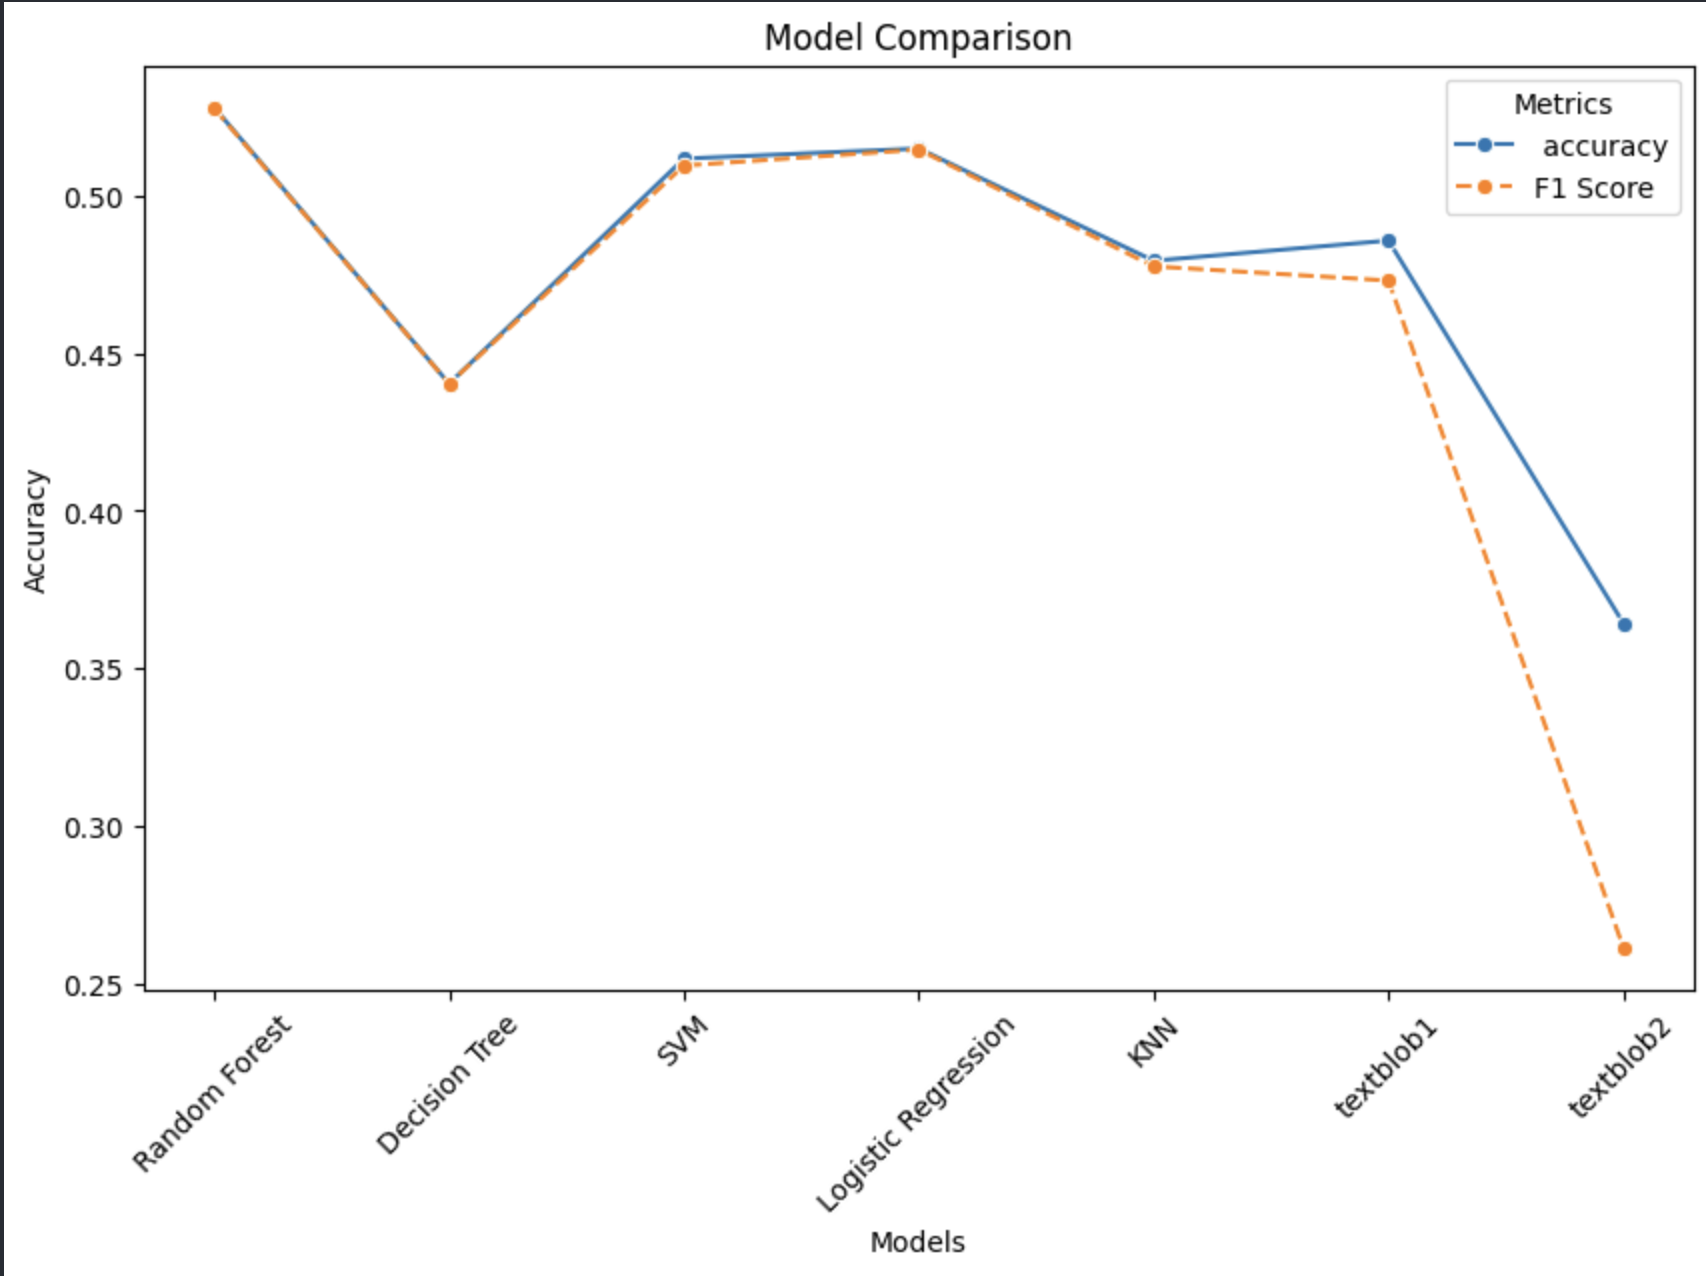 Model Comparison
Metrics
accuracy
F1 Score
Accuracy
0.50
0.45
0.40
0.35
0.30
0.25
Random Forest
Decision Tree
SVM
Logistic Regression
KNN
textblob1
textblob2
Models